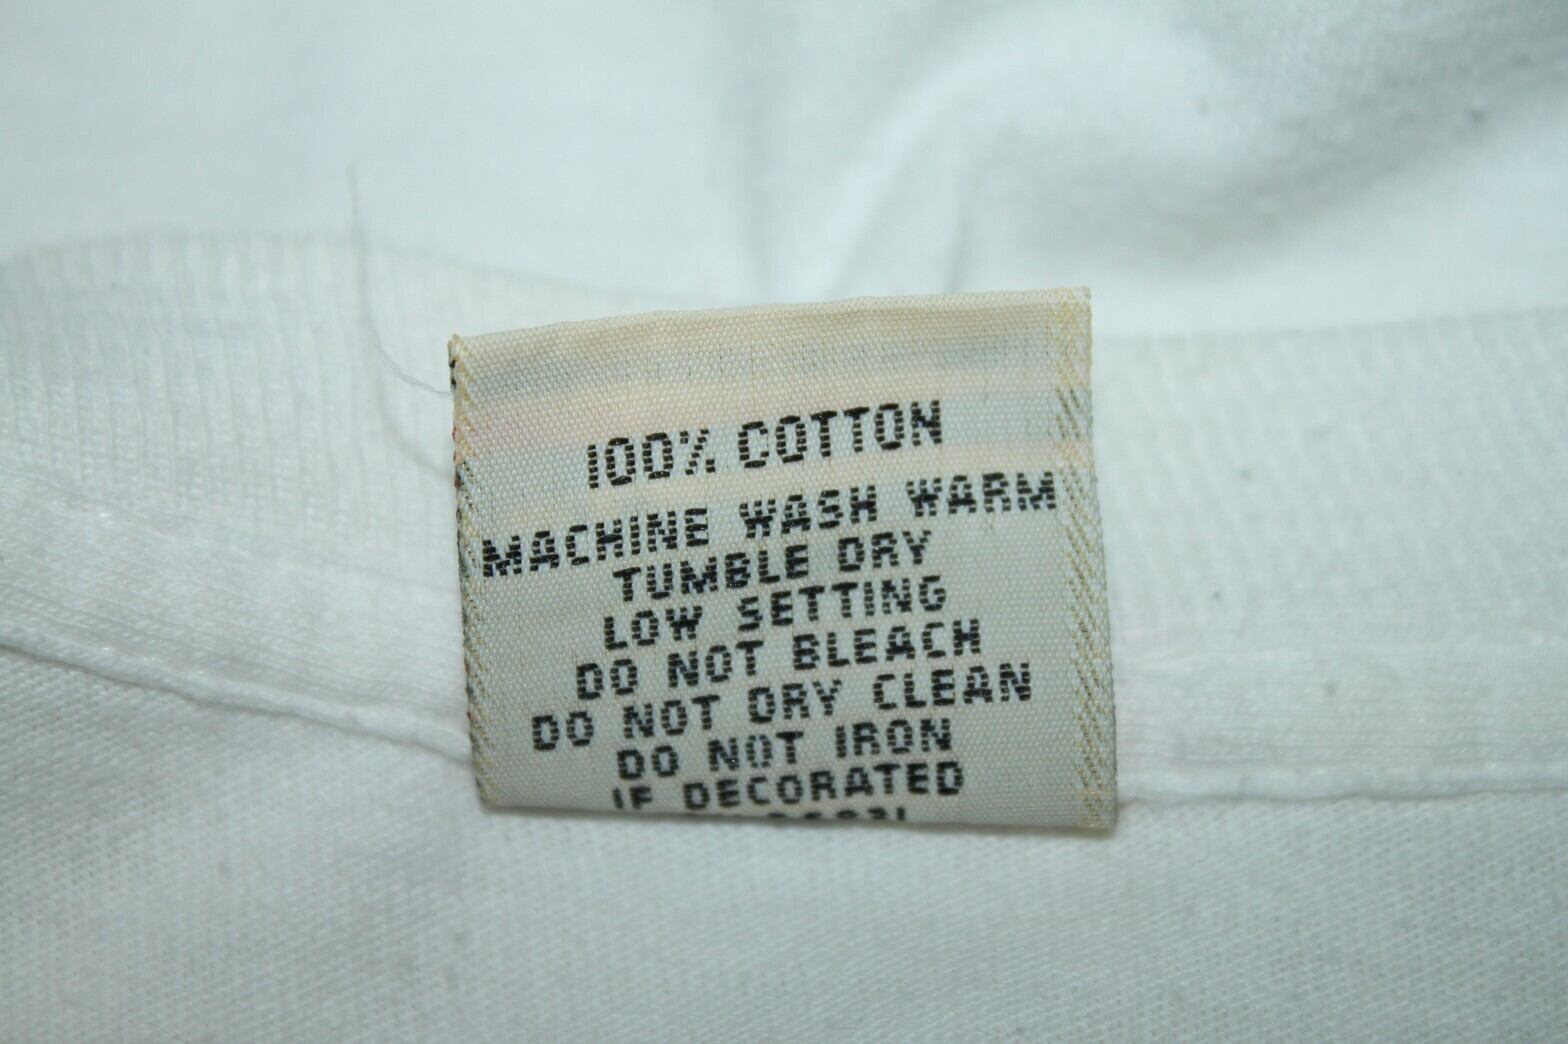 100% COTTON
MACHINE WASH WARM
TUMBLE DRY
LOW SETTING
DO NOT BLEACH
DO NOT DRY CLEAN
DO NOT IRON
IF DECORATED